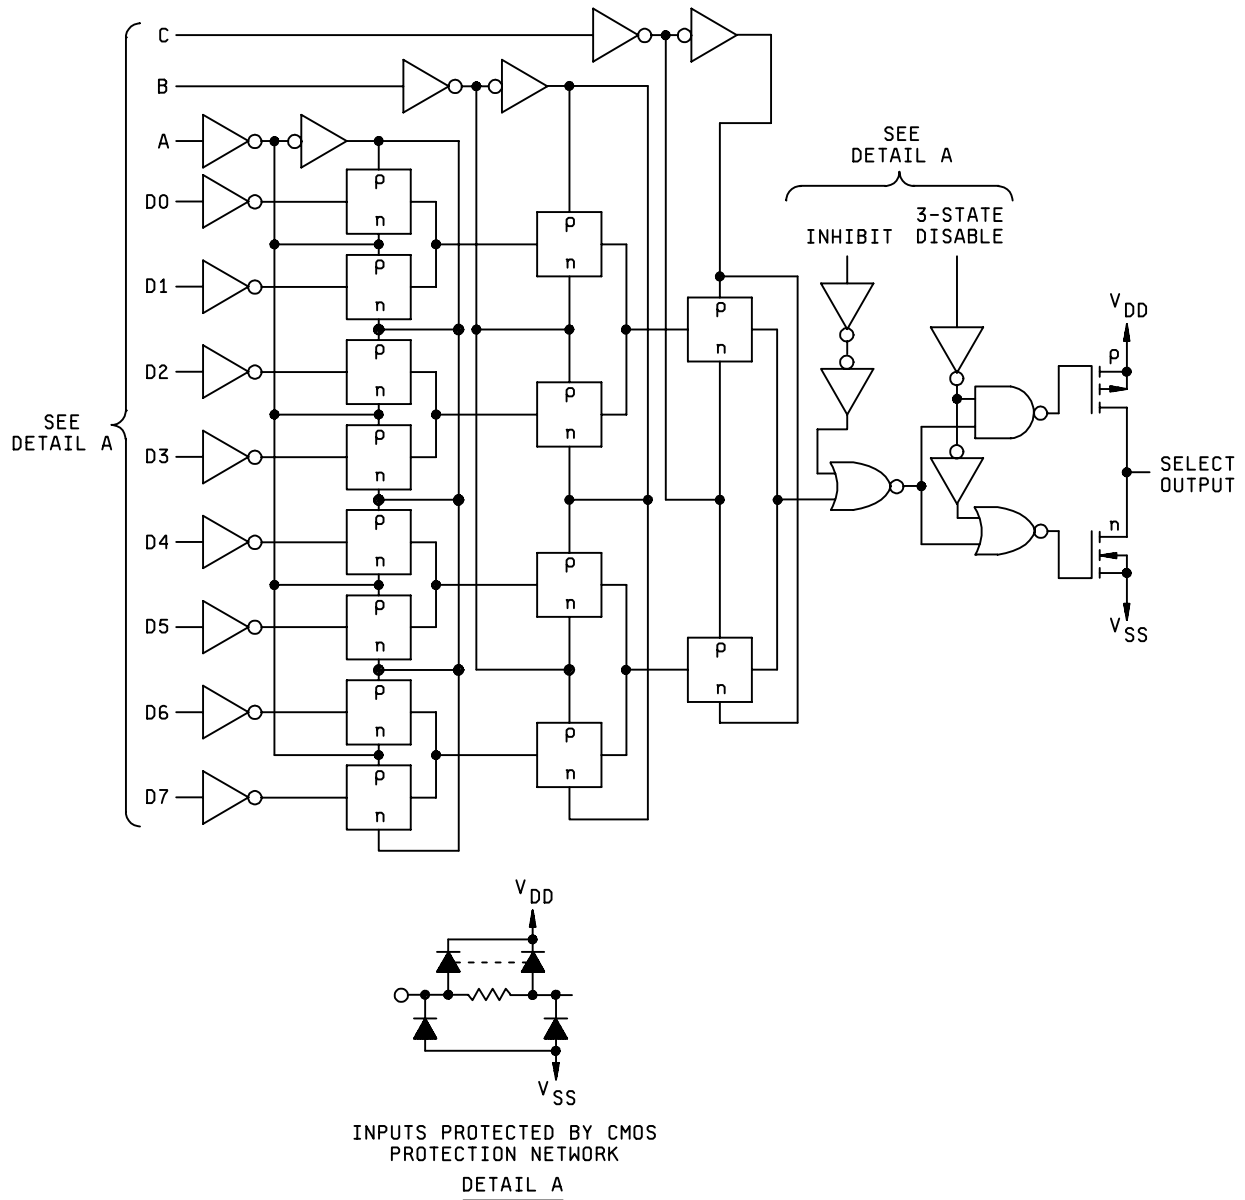 C
B
A
D0
D1
D2
D3
D4
D5
D6
D7
SEE
DETAIL A
p
n
p
n
p
n
p
n
p
n
p
n
p
n
p
n
p
n
p
n
p
n
p
n
p
n
p
n
SEE
DETAIL A
INHIBIT
3-STATE
DISABLE
VDD
p
SELECT
OUTPUT
n
VSS
VDD
VSS
INPUTS PROTECTED BY CMOS
PROTECTION NETWORK
DETAIL A